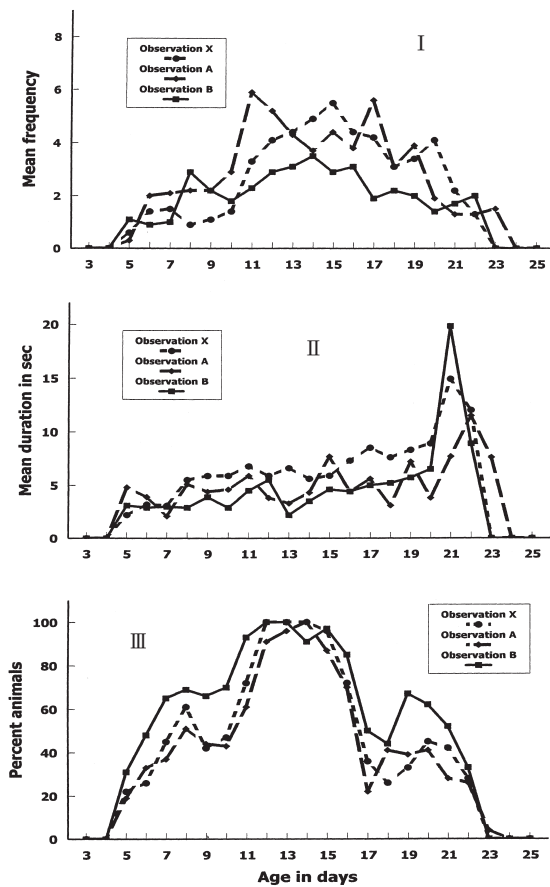 I
Observation X
Observation A
Observation B
Mean frequency
8
6
4
2
0
3 5 7 9 11 13 15 17 19 21 23 25
II
Observation X
Observation A
Observation B
Mean duration in sec
20
15
10
5
0
3 5 7 9 11 13 15 17 19 21 23 25
III
Observation X
Observation A
Observation B
Percent animals
100
80
60
40
20
0
3 5 7 9 11 13 15 17 19 21 23 25
Age in days